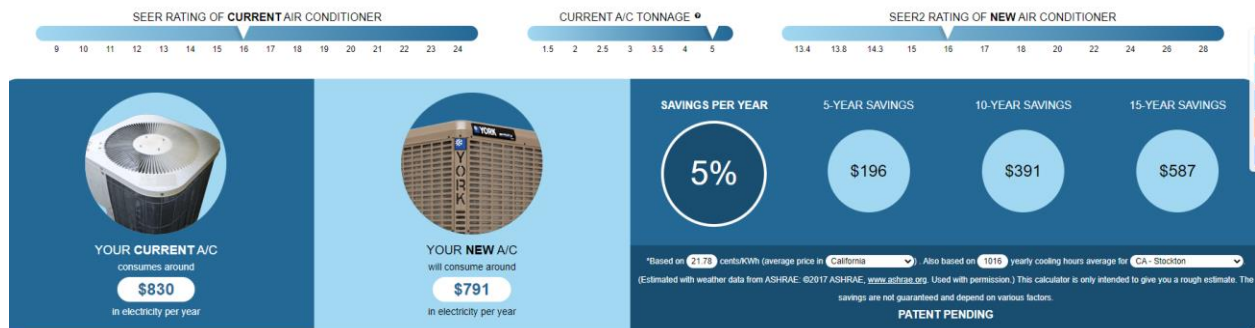 SEER RATING OF CURRENT AIR CONDITIONER
9 10 11 12 13 14 15 16 17 18 19 20 21 22 23 24
CURRENT A/C TONNAGE
1.5 2 2.5 3 3.5 4 5
SEER2 RATING OF NEW AIR CONDITIONER
13.4 13.8 14.3 15 16 17 18 20 22 24 26 28
YOUR CURRENT A/C
consumes around
$830
in electricity per year
YORK
YORK
YOUR NEW A/C
will consume around
$791
in electricity per year
SAVINGS PER YEAR
5%
5-YEAR SAVINGS
$196
10-YEAR SAVINGS
$391
15-YEAR SAVINGS
$587
*Based on 21.78 cents/KWh (average price in California ). Also based on 1016 yearly cooling hours average for CA - Stockton
(Estimated with weather data from ASHRAE: ©2017 ASHRAE, www.ashrae.org. Used with permission.) This calculator is only intended to give you a rough estimate. The
savings are not guaranteed and depend on various factors.
PATENT PENDING